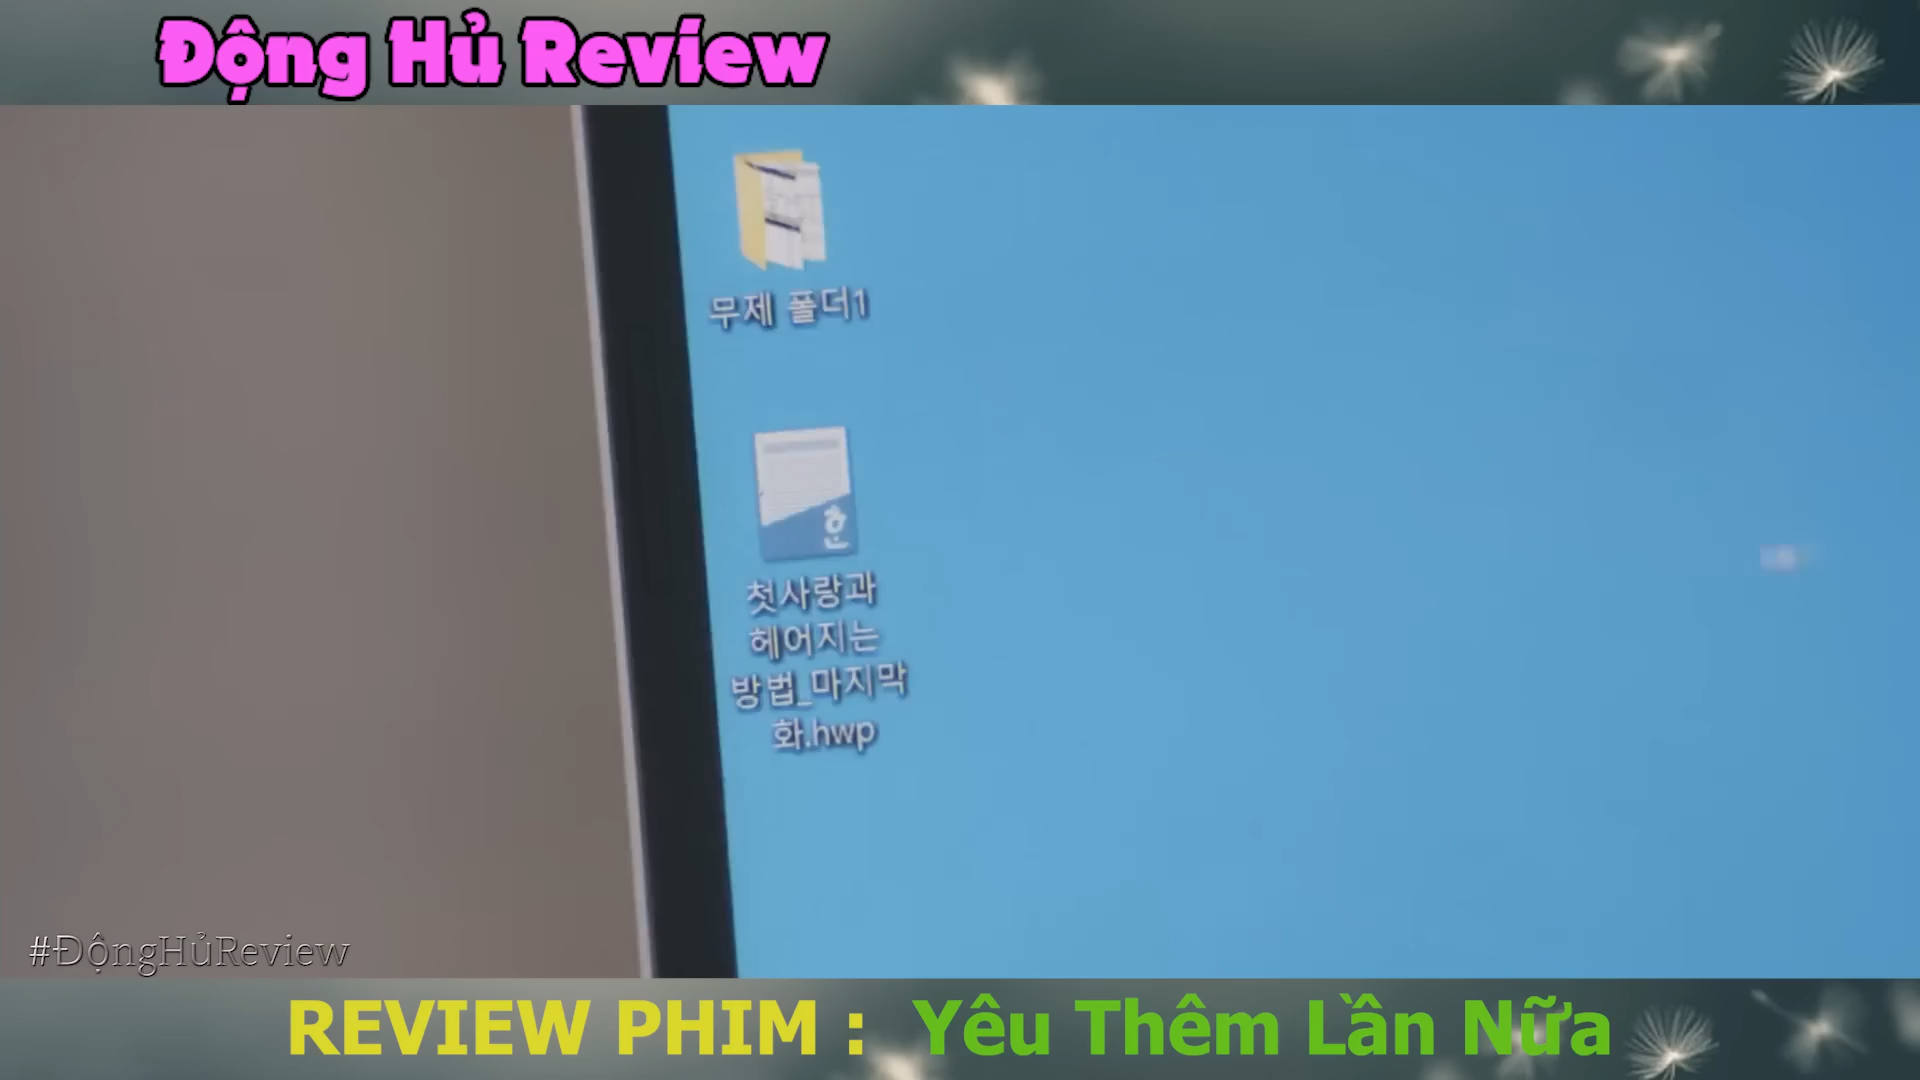 Động Hủ Review
무제 폴더1
한
첫사랑과
헤어지는
방법_마지막
화.hwp
#ĐộngHủReview
REVIEW PHIM : Yêu Thêm Lần Nữa